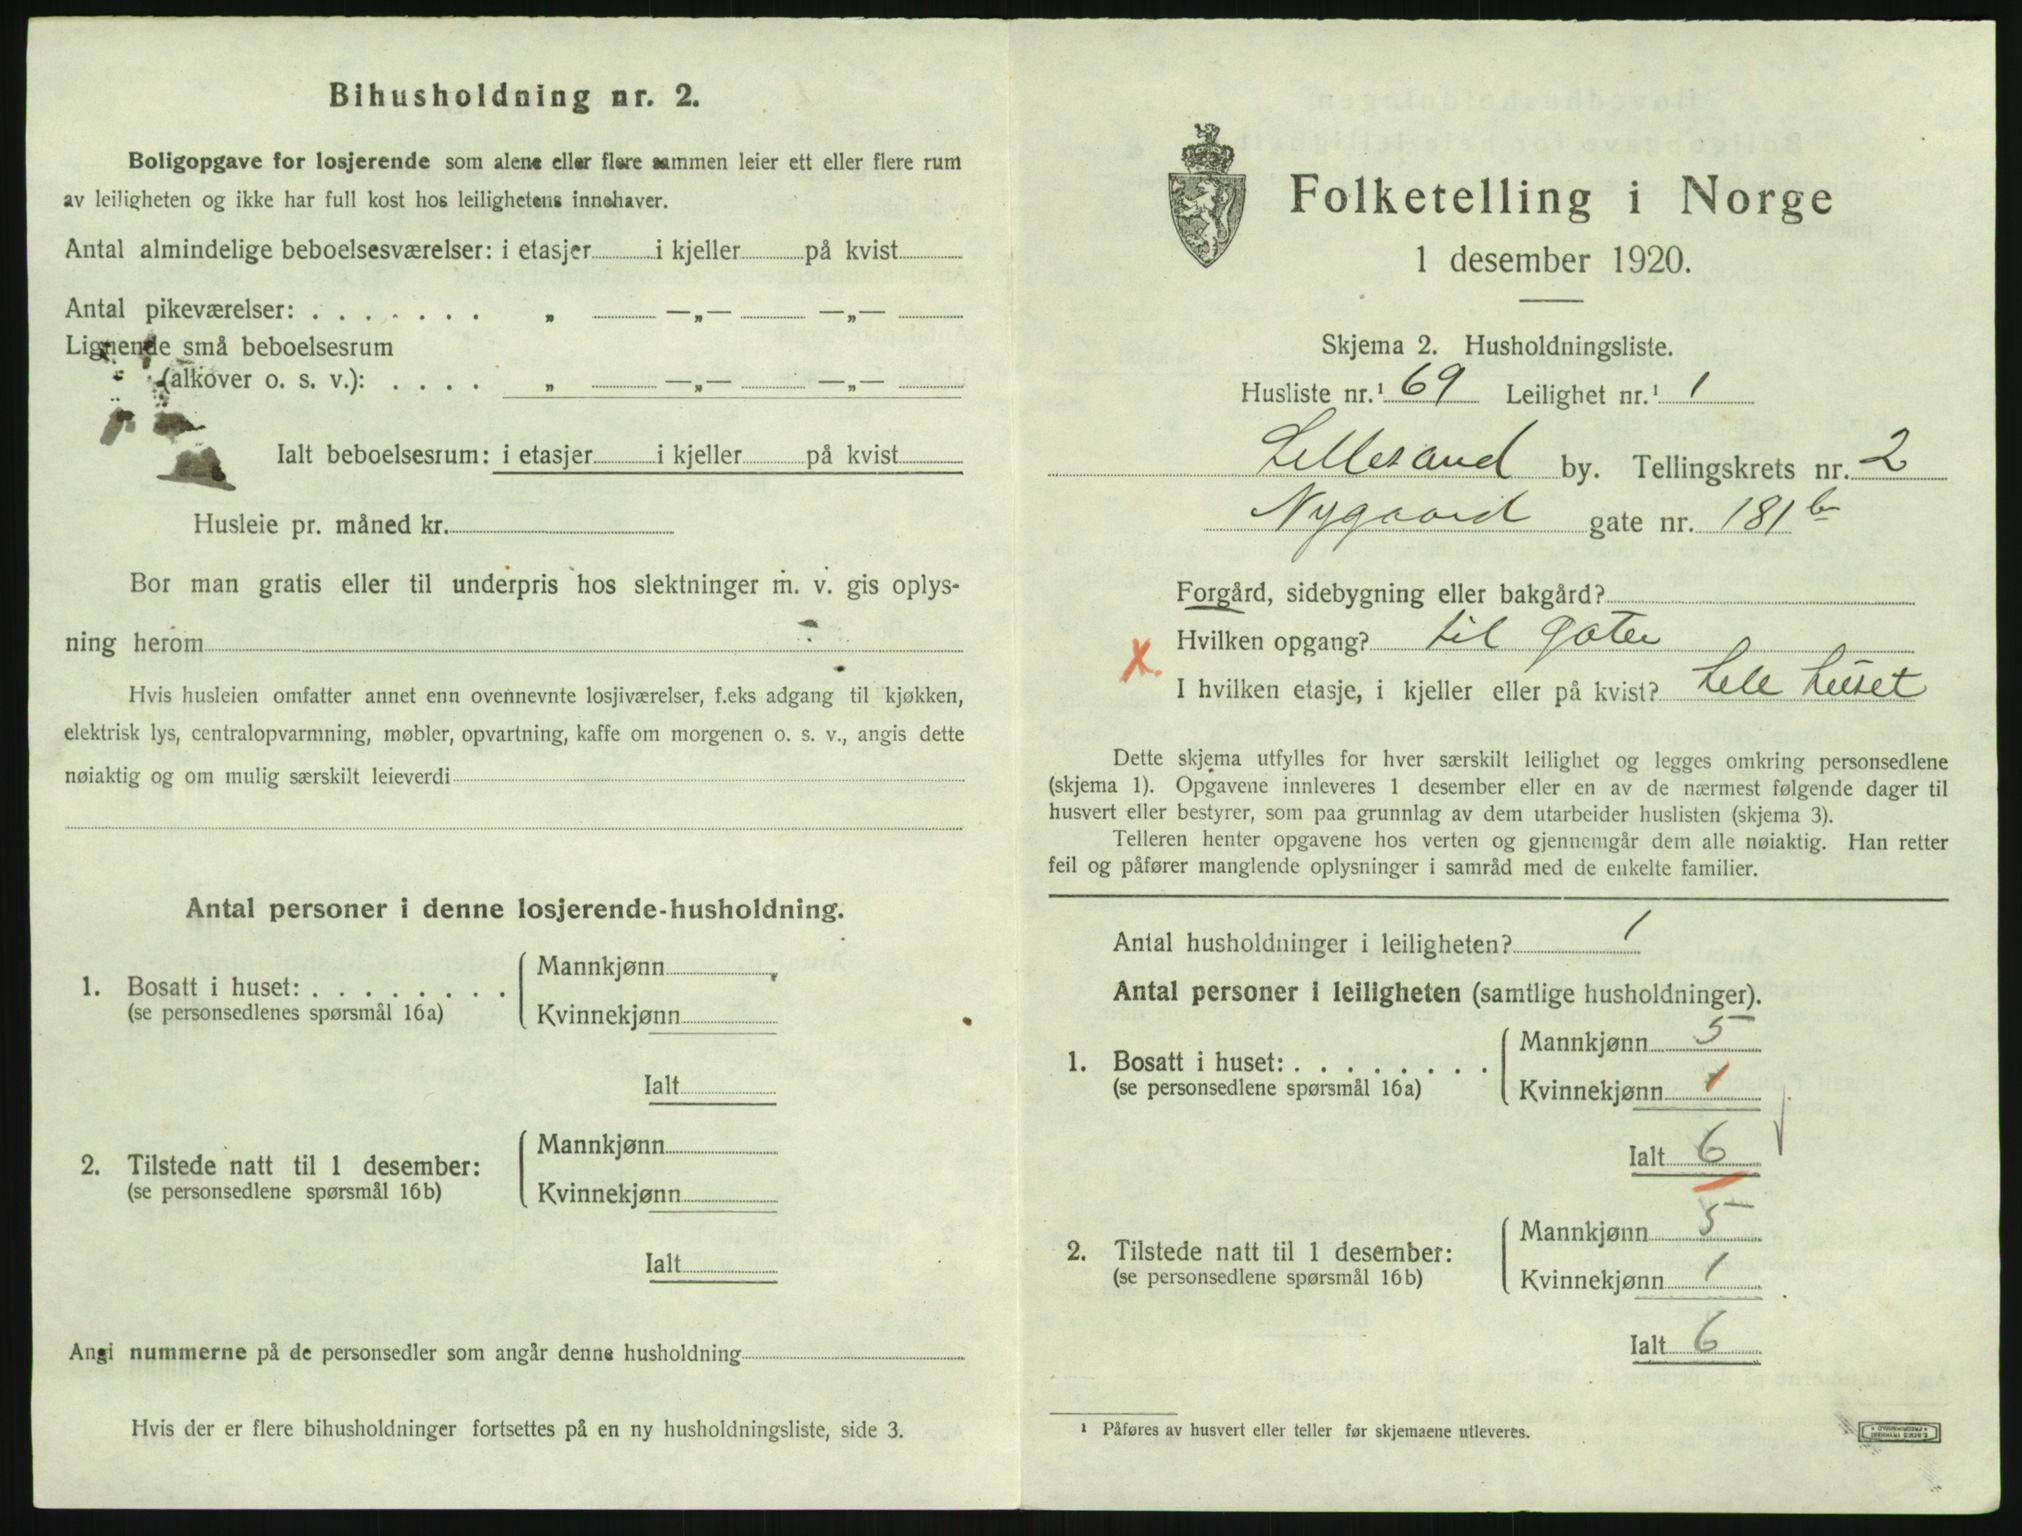 Bihusholdning nr. 2.
Boligopgave for losjerende som alene eller flere sammen leier ett eller flere rum
av leiligheten og ikke har full kost hos leilighetens innehaver.
Antal almindelige beboelsesværelser: i etasjer i kjeller på kvist
Antal pikeværelser: . . . . . . . „ —„— —„—
Lignende små beboelsesrum
(alkover o. s. v.): . . . . „ —„— —„—
Ialt beboelsesrum: i etasjer i kjeller på kvist
Husleie pr. måned kr.
Bor man gratis eller til underpris hos slektninger m. v. gis oplys-
ning herom
Hvis husleien omfatter annet enn ovennevnte losjiværelser, f.eks adgang til kjøkken,
elektrisk lys, centralopvarmning, møbler, opvartning, kaffe om morgenen o. s. v., angis dette
nøiaktig og om mulig særskilt leieverdi
Antal personer i denne losjerende-husholdning.
1. Bosatt i huset: . . . . . . . . Mannkjønn
(se personsedlenes spørsmål 16a) Kvinnekjønn
Ialt
2. Tilstede natt til 1 desember: Mannkjønn
(se personsedlene spørsmål 16b) Kvinnekjønn
Ialt
Angi nummerne på de personsedler som angår denne husholdning
Hvis der er flere bihusholdninger fortsettes på en ny husholdningsliste, side 3.
Folketelling i Norge
1 desember 1920.
Skjema 2. Husholdningsliste.
Husliste nr.¹ 69 Leilighet nr.¹ 1
Lillesand by. Tellingskrets nr. 2
Nygaard gate nr. 181 b
Forgård, sidebygning eller bakgård?
Hvilken opgang? til gaten
X. I hvilken etasje, i kjeller eller på kvist? Hele huset
Dette skjema utfylles for hver særskilt leilighet og legges omkring personsedlene
(skjema 1). Opgavene innleveres 1 desember eller en av de nærmest følgende dager til
husvert eller bestyrer, som paa grunnlag av dem utarbeider huslisten (skjema 3).
Telleren henter opgavene hos verten og gjennemgår dem alle nøiaktig. Han retter
feil og påfører manglende oplysninger i samråd med de enkelte familier.
Antal husholdninger i leiligheten? 1
Antal personer i leiligheten (samtlige husholdninger).
1. Bosatt i huset: . . . . . . . . Mannkjønn 5
(se personsedlene spørsmål 16a) Kvinnekjønn 1
Ialt 6
2. Tilstede natt til 1 desember: Mannkjønn 5
(se personsedlene spørsmål 16b) Kvinnekjønn 1
Ialt 6
¹ Påføres av husvert eller teller før skjemaene utleveres.